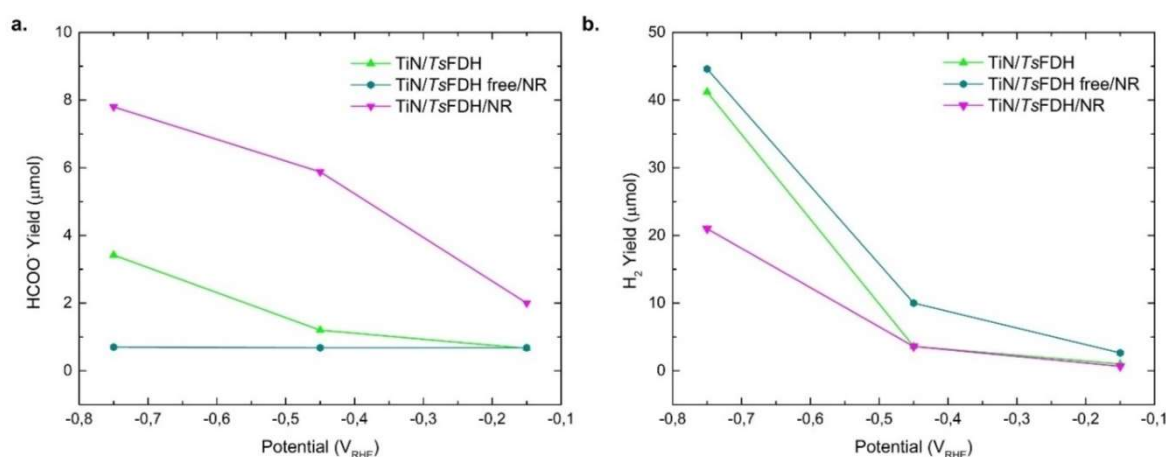 a.
10
8
6
4
2
0
HCOO⁻ Yield (μmol)
TiN/TsFDH
TiN/TsFDH free/NR
TiN/TsFDH/NR
-0,8 -0,7 -0,6 -0,5 -0,4 -0,3 -0,2 -0,1
Potential (V_RHE)
b.
50
40
30
20
10
0
H₂ Yield (μmol)
TiN/TsFDH
TiN/TsFDH free/NR
TiN/TsFDH/NR
-0,8 -0,7 -0,6 -0,5 -0,4 -0,3 -0,2 -0,1
Potential (V_RHE)